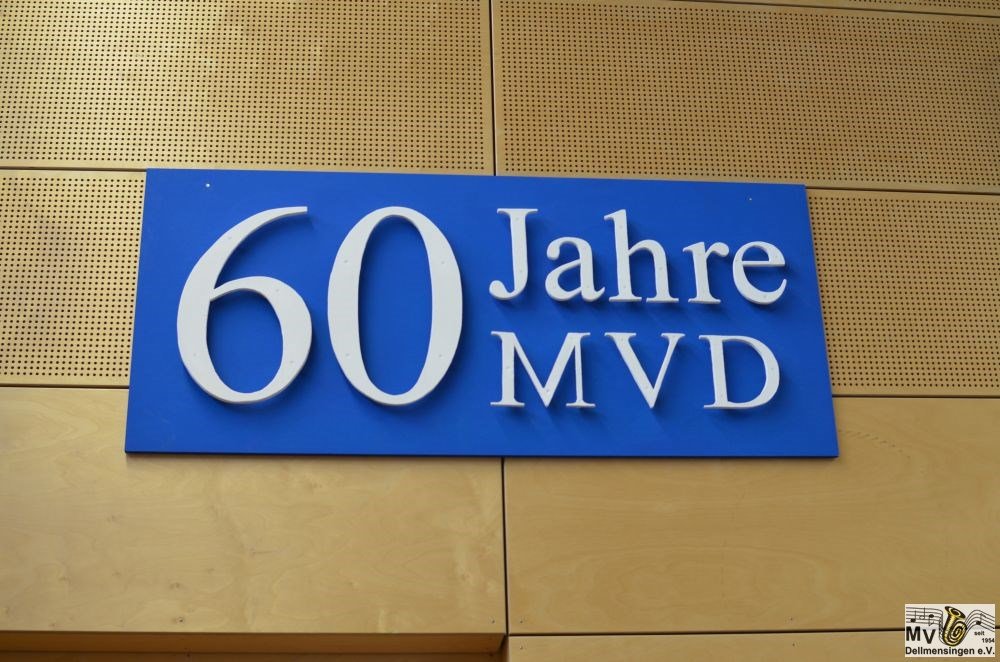 60 Jahre
MVD
MV
seit
1954
Dellmensingen e.V.